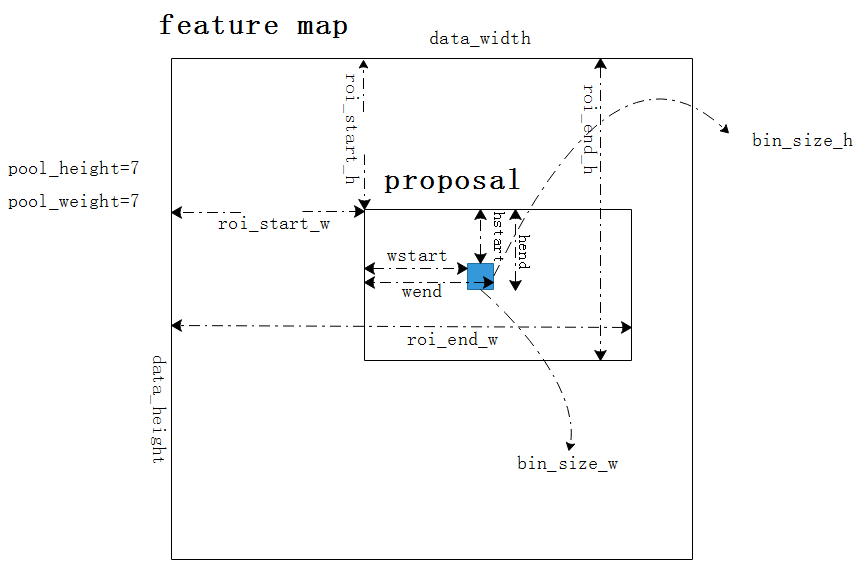 feature map
data_width
roi_start_h
roi_end_h
bin_size_h
pool_height=7
proposal
pool_weight=7
roi_start_w
hstart
hend
wstart
wend
roi_end_w
data_height
bin_size_w